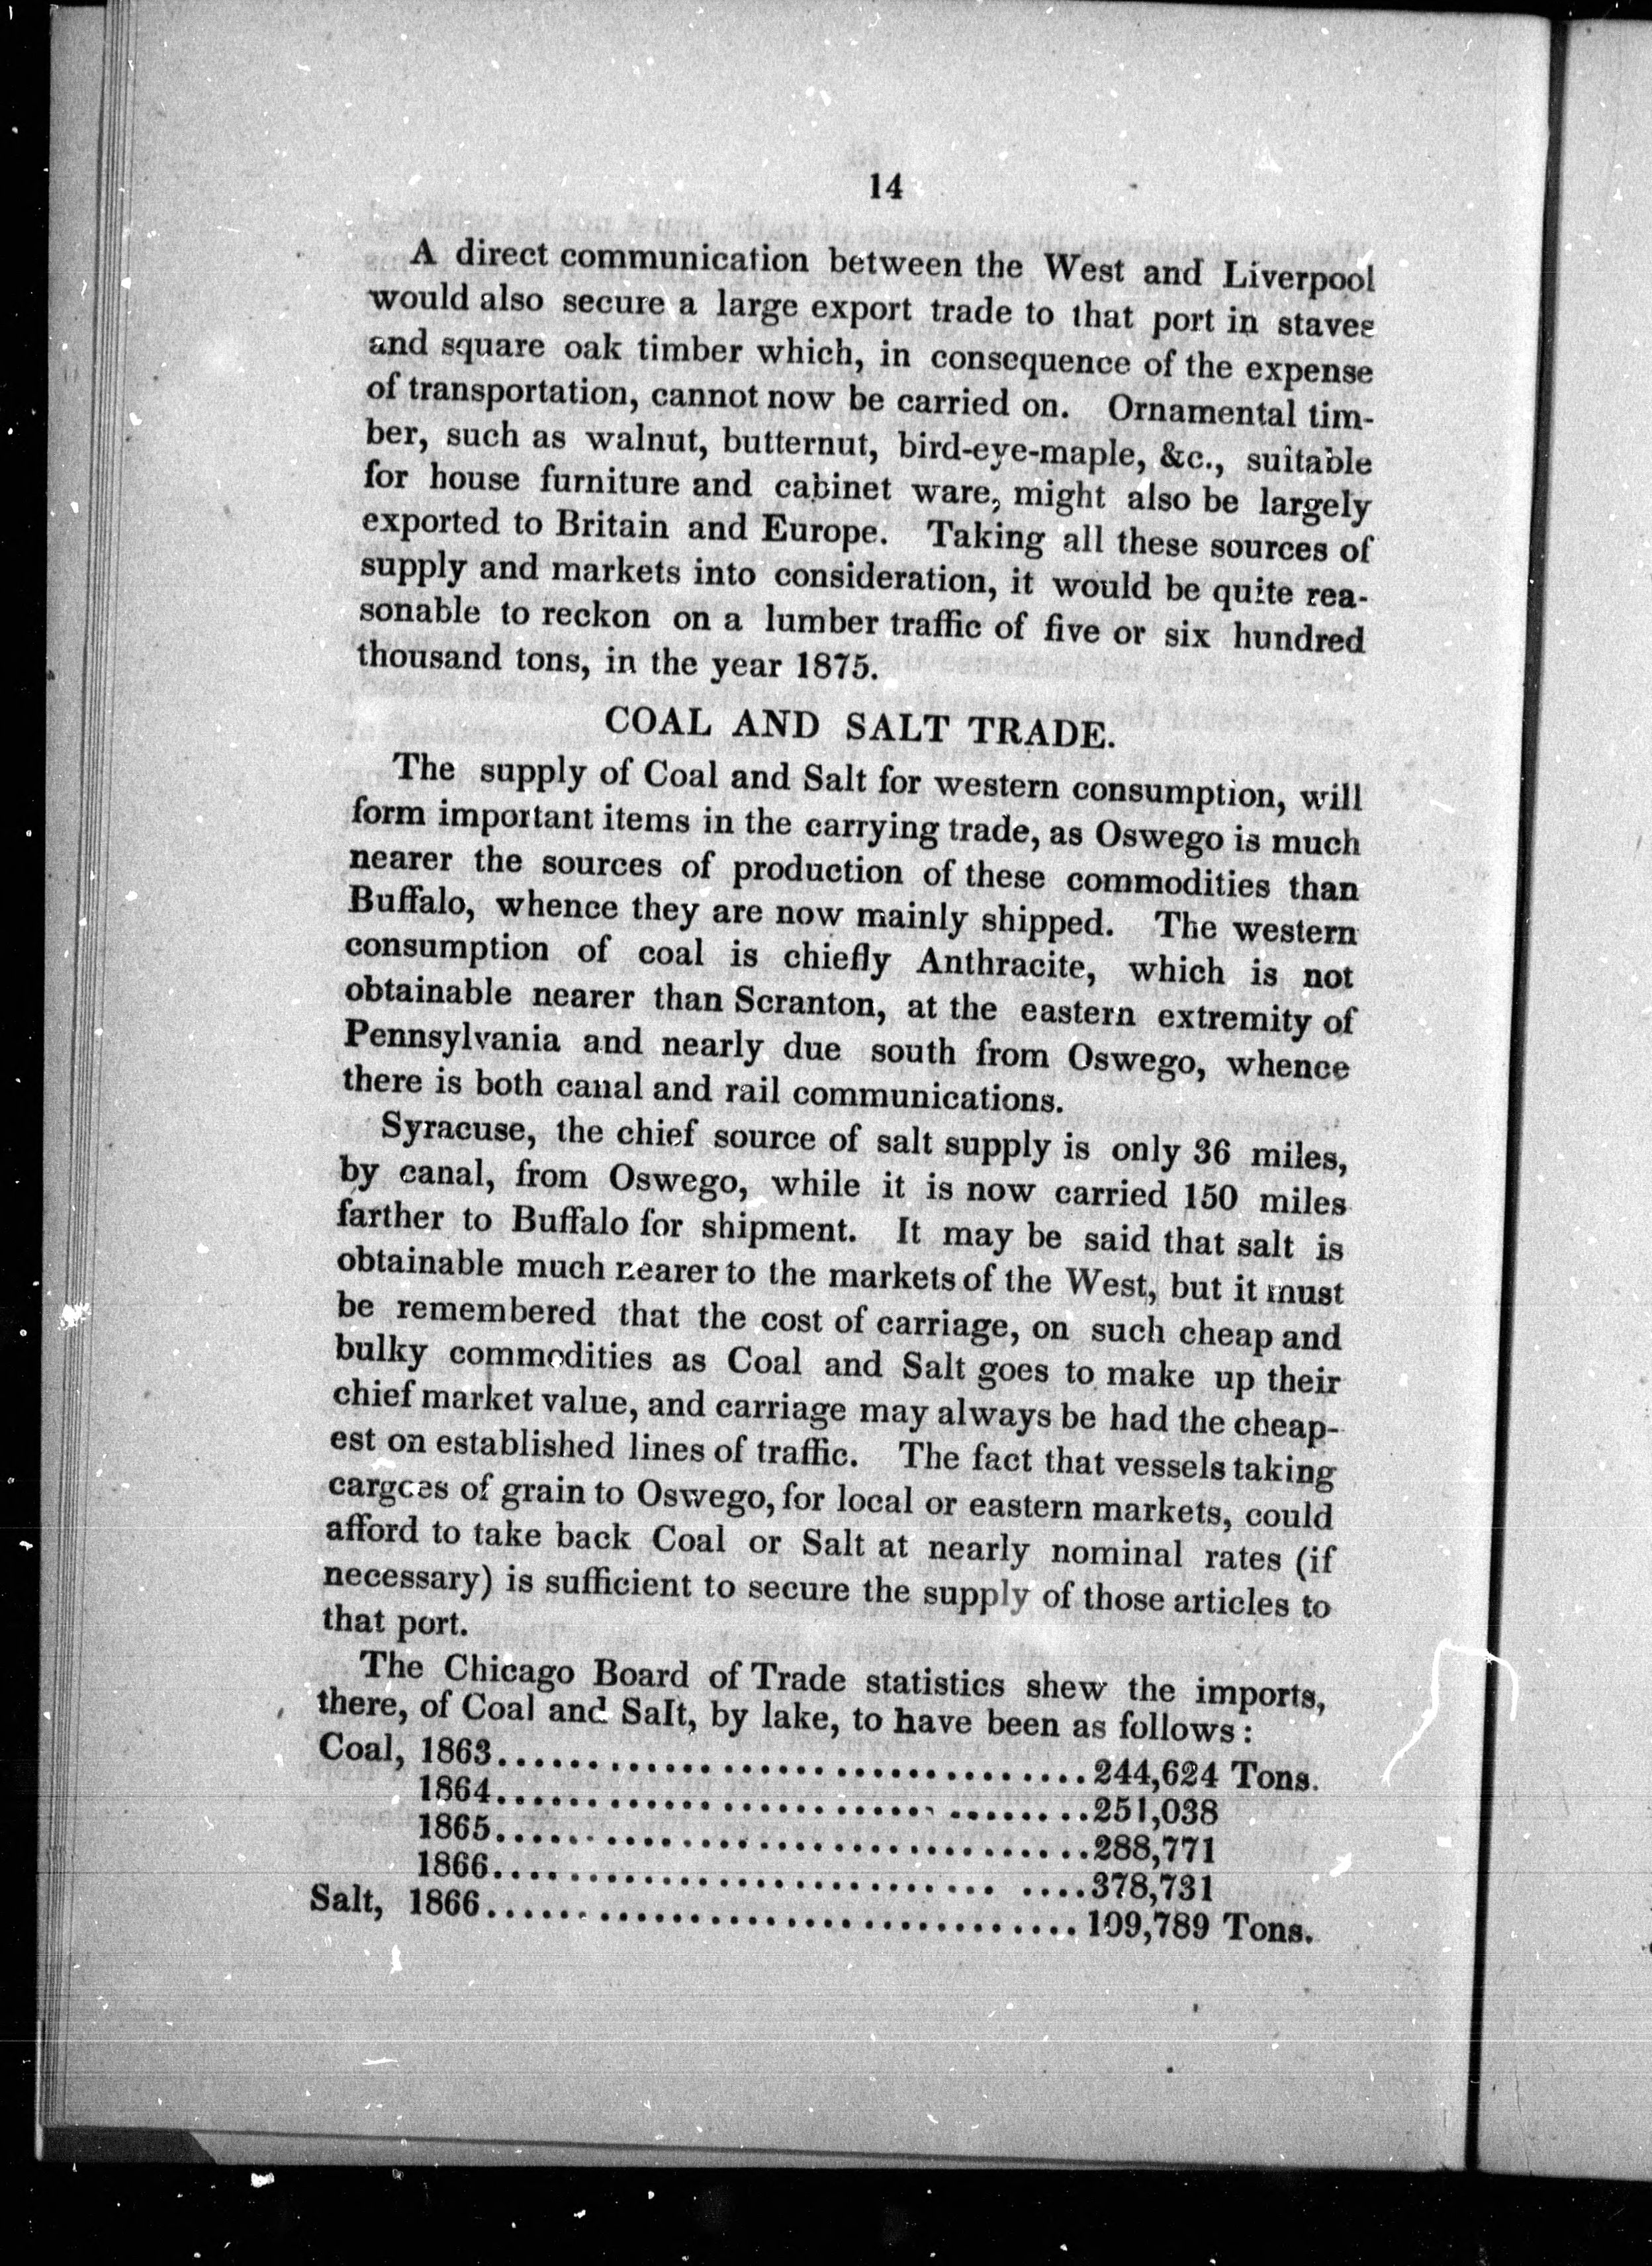 14
A direct communication between the West and Liverpool
would also secure a large export trade to that port in staves
and square oak timber which, in consequence of the expense
of transportation, cannot now be carried on. Ornamental tim-
ber, such as walnut, butternut, bird-eye-maple, &c., suitable
for house furniture and cabinet ware, might also be largely
exported to Britain and Europe. Taking all these sources of
supply and markets into consideration, it would be quite rea-
sonable to reckon on a lumber traffic of five or six hundred
thousand tons, in the year 1875.
COAL AND SALT TRADE.
The supply of Coal and Salt for western consumption, will
form important items in the carrying trade, as Oswego is much
nearer the sources of production of these commodities than
Buffalo, whence they are now mainly shipped. The western
consumption of coal is chiefly Anthracite, which is not
obtainable nearer than Scranton, at the eastern extremity of
Pennsylvania and nearly due south from Oswego, whence
there is both canal and rail communications.
Syracuse, the chief source of salt supply is only 36 miles,
by canal, from Oswego, while it is now carried 150 miles
farther to Buffalo for shipment. It may be said that salt is
obtainable much nearer to the markets of the West, but it must
be remembered that the cost of carriage, on such cheap and
bulky commodities as Coal and Salt goes to make up their
chief market value, and carriage may always be had the cheap-
est on established lines of traffic. The fact that vessels taking
cargoes of grain to Oswego, for local or eastern markets, could
afford to take back Coal or Salt at nearly nominal rates (if
necessary) is sufficient to secure the supply of those articles to
that port.
The Chicago Board of Trade statistics shew the imports,
there, of Coal and Salt, by lake, to have been as follows:
Coal, 1863................................244,624 Tons.
1864................................251,038
1865................................288,771
1866................................378,731
Salt, 1866................................109,789 Tons.